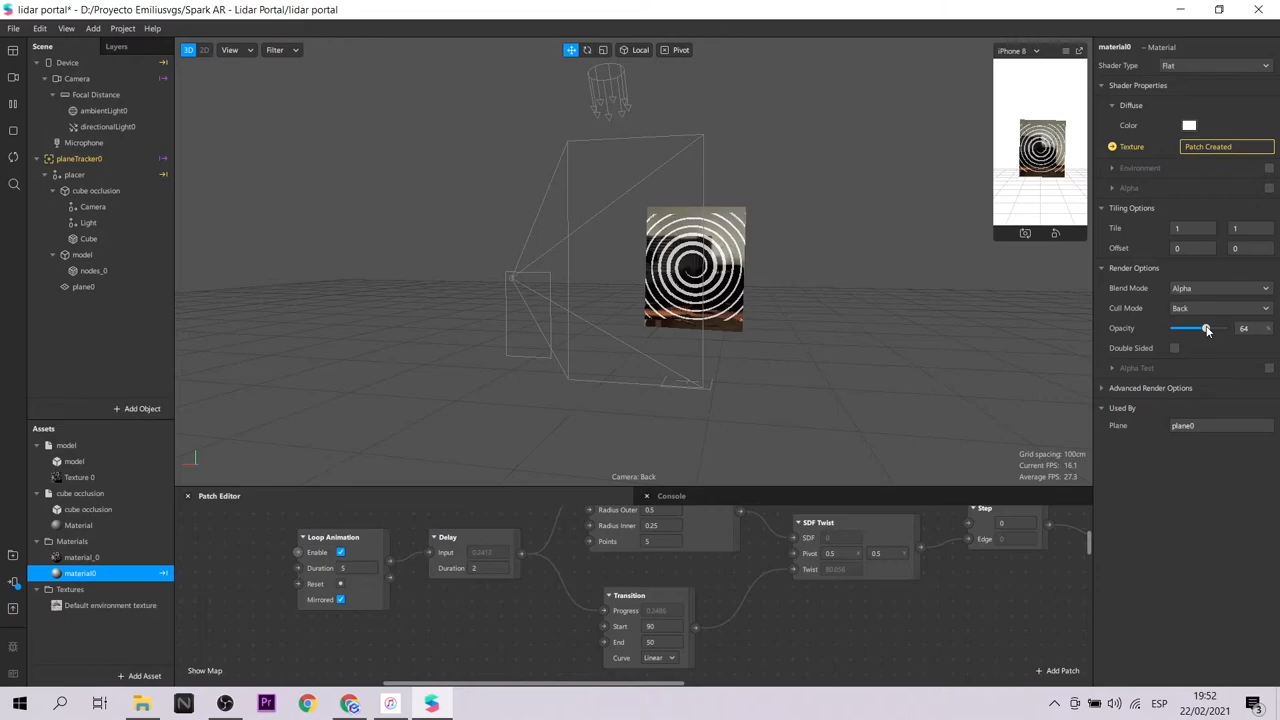 lidar portal* - D:/Proyecto Emiliusvgs/Spark AR/Lidar Portal/lidar portal
File Edit View Add Project Help
Scene Layers
Device
Camera
Focal Distance
ambientLight0
directionalLight0
Microphone
planeTracker0
placer
cube occlusion
Camera
Light
Cube
model
nodes_0
plane0
+ Add Object
Assets
model
model
Texture 0
cube occlusion
cube occlusion
Material
Materials
material_0
material0
Textures
Default environment texture
+ Add Asset
3D 2D View Filter Local Pivot
iPhone 8
Camera: Back
Grid spacing: 100cm
Current FPS: 16.1
Average FPS: 27.3
Patch Editor
Console
Loop Animation
Enable
Duration 5
Reset
Mirrored
Delay
Input 0.2412
Duration 2
Radius Outer 0.5
Radius Inner 0.25
Points 5
Transition
Progress 0.2486
Start 90
End 50
Curve Linear
SDF Twist
SDF 0
Pivot 0.5 0.5
Twist 80.056
Step
0
Edge 0
Show Map
+ Add Patch
material0 — Material
Shader Type Flat
Shader Properties
Diffuse
Color
Texture Patch Created
Environment
Alpha
Tiling Options
Tile 1 1
Offset 0 0
Render Options
Blend Mode Alpha
Cull Mode Back
Opacity 64 %
Double Sided
Alpha Test
Advanced Render Options
Used By
Plane plane0
N Pr
ESP
19:52
22/02/2021
3